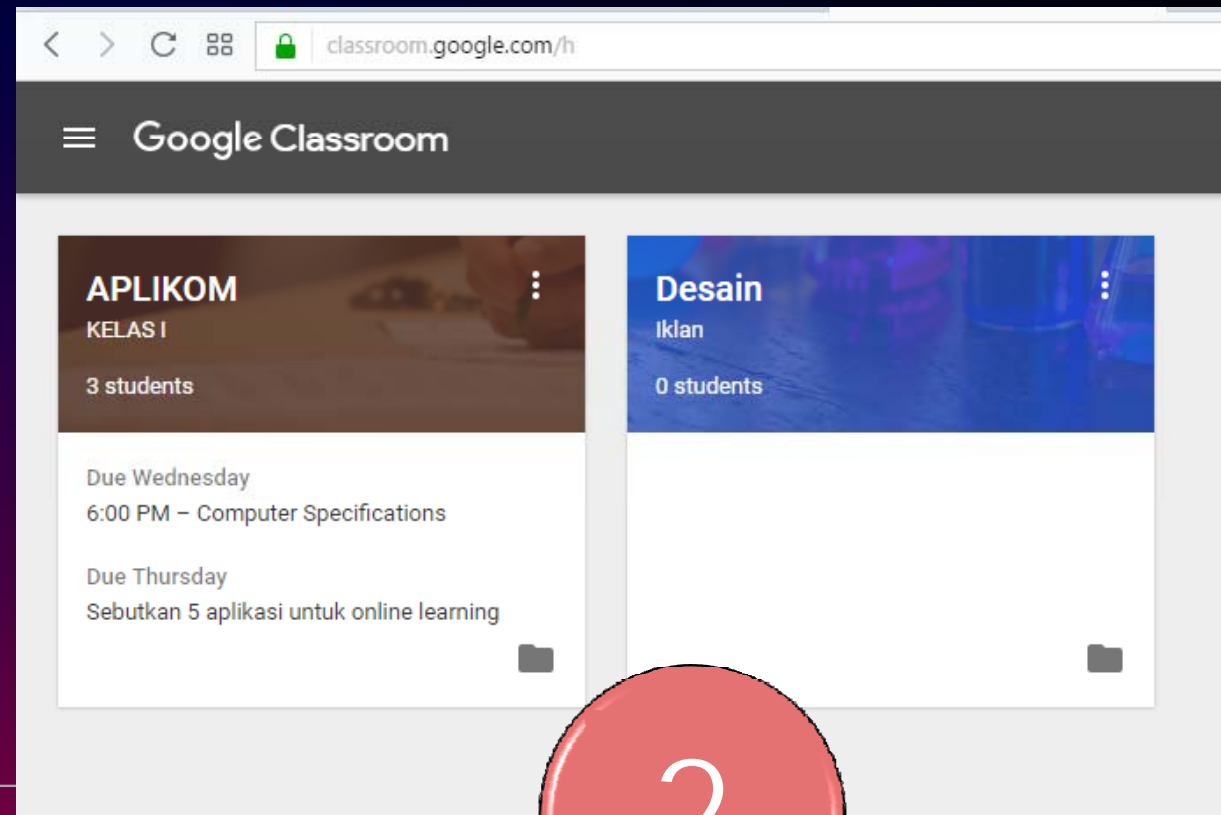 classroom.google.com/h
Google Classroom
APLIKOM
KELAS I
3 students
Due Wednesday
6:00 PM – Computer Specifications
Due Thursday
Sebutkan 5 aplikasi untuk online learning
Desain
Iklan
0 students
2